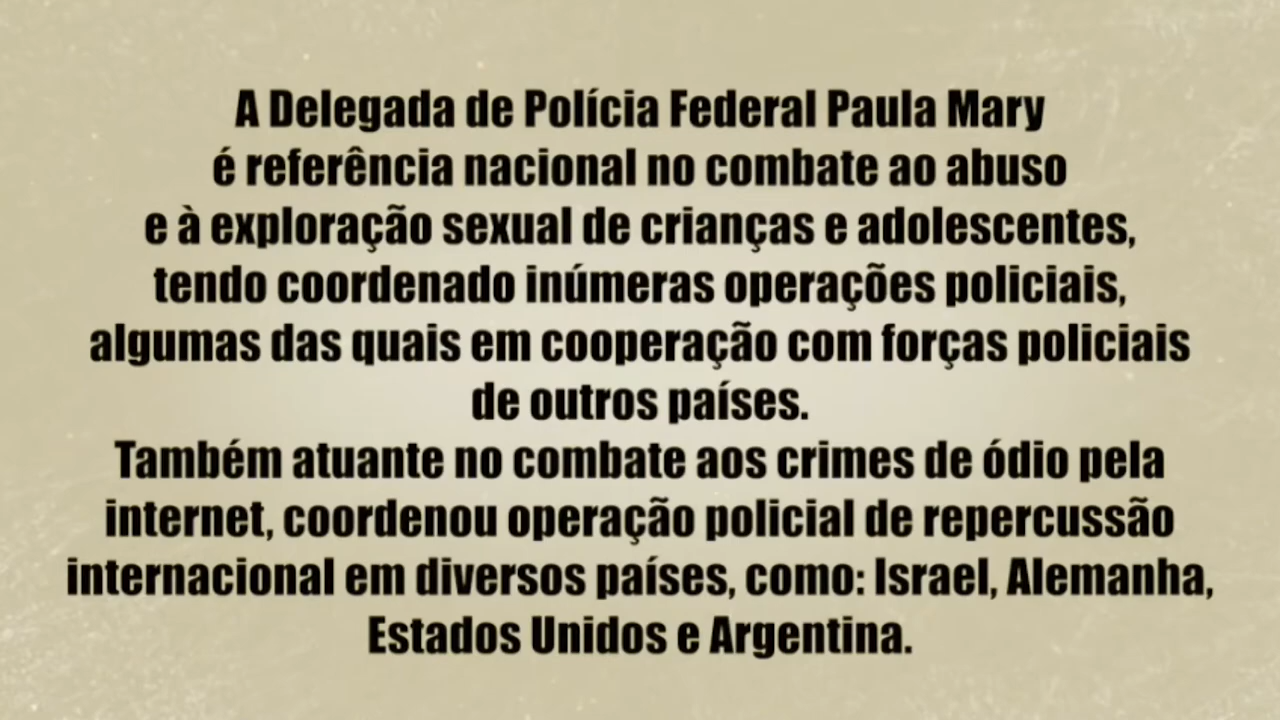 A Delegada de Polícia Federal Paula Mary
é referência nacional no combate ao abuso
e à exploração sexual de crianças e adolescentes,
tendo coordenado inúmeras operações policiais,
algumas das quais em cooperação com forças policiais
de outros países.
Também atuante no combate aos crimes de ódio pela
internet, coordenou operação policial de repercussão
internacional em diversos países, como: Israel, Alemanha,
Estados Unidos e Argentina.